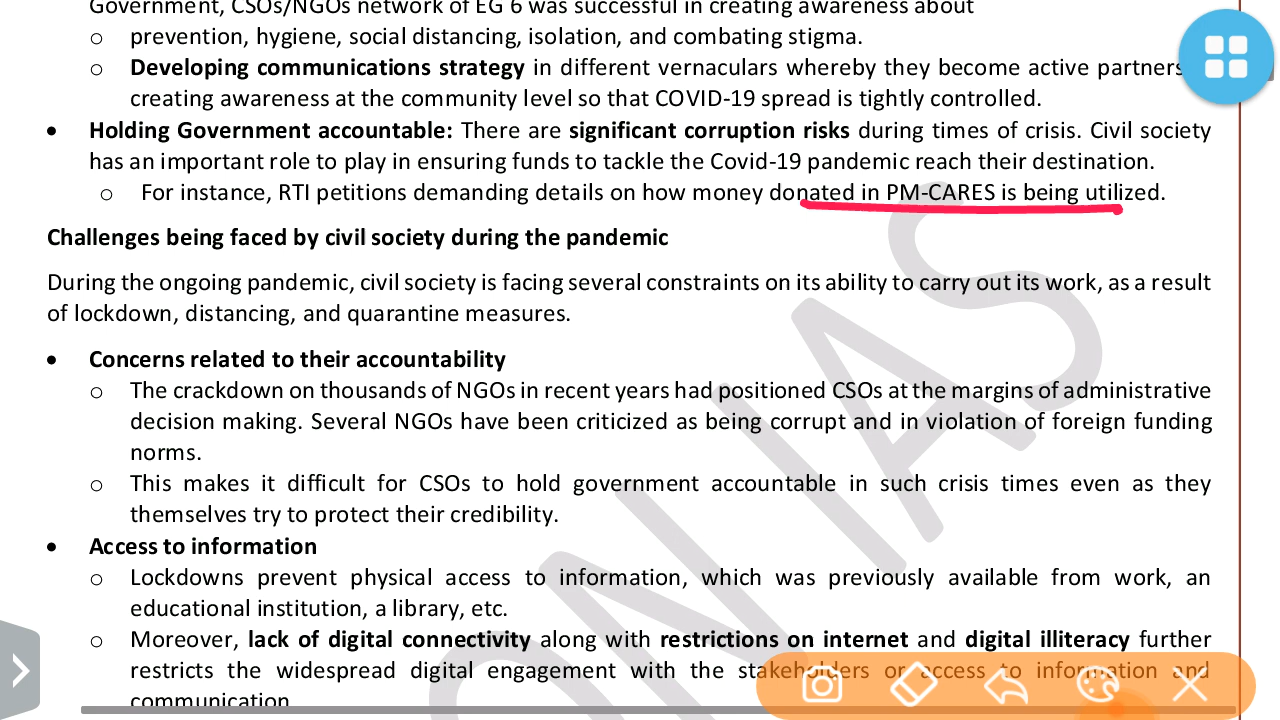 Government, CSOs/NGOs network of EG 6 was successful in creating awareness about
o prevention, hygiene, social distancing, isolation, and combating stigma.
o Developing communications strategy in different vernaculars whereby they become active partners
creating awareness at the community level so that COVID-19 spread is tightly controlled.
• Holding Government accountable: There are significant corruption risks during times of crisis. Civil society
has an important role to play in ensuring funds to tackle the Covid-19 pandemic reach their destination.
o For instance, RTI petitions demanding details on how money donated in PM-CARES is being utilized.
Challenges being faced by civil society during the pandemic
During the ongoing pandemic, civil society is facing several constraints on its ability to carry out its work, as a result
of lockdown, distancing, and quarantine measures.
• Concerns related to their accountability
o The crackdown on thousands of NGOs in recent years had positioned CSOs at the margins of administrative
decision making. Several NGOs have been criticized as being corrupt and in violation of foreign funding
norms.
o This makes it difficult for CSOs to hold government accountable in such crisis times even as they
themselves try to protect their credibility.
• Access to information
o Lockdowns prevent physical access to information, which was previously available from work, an
educational institution, a library, etc.
o Moreover, lack of digital connectivity along with restrictions on internet and digital illiteracy further
restricts the widespread digital engagement with the stakeholders or access to information and
communication
ON IAS